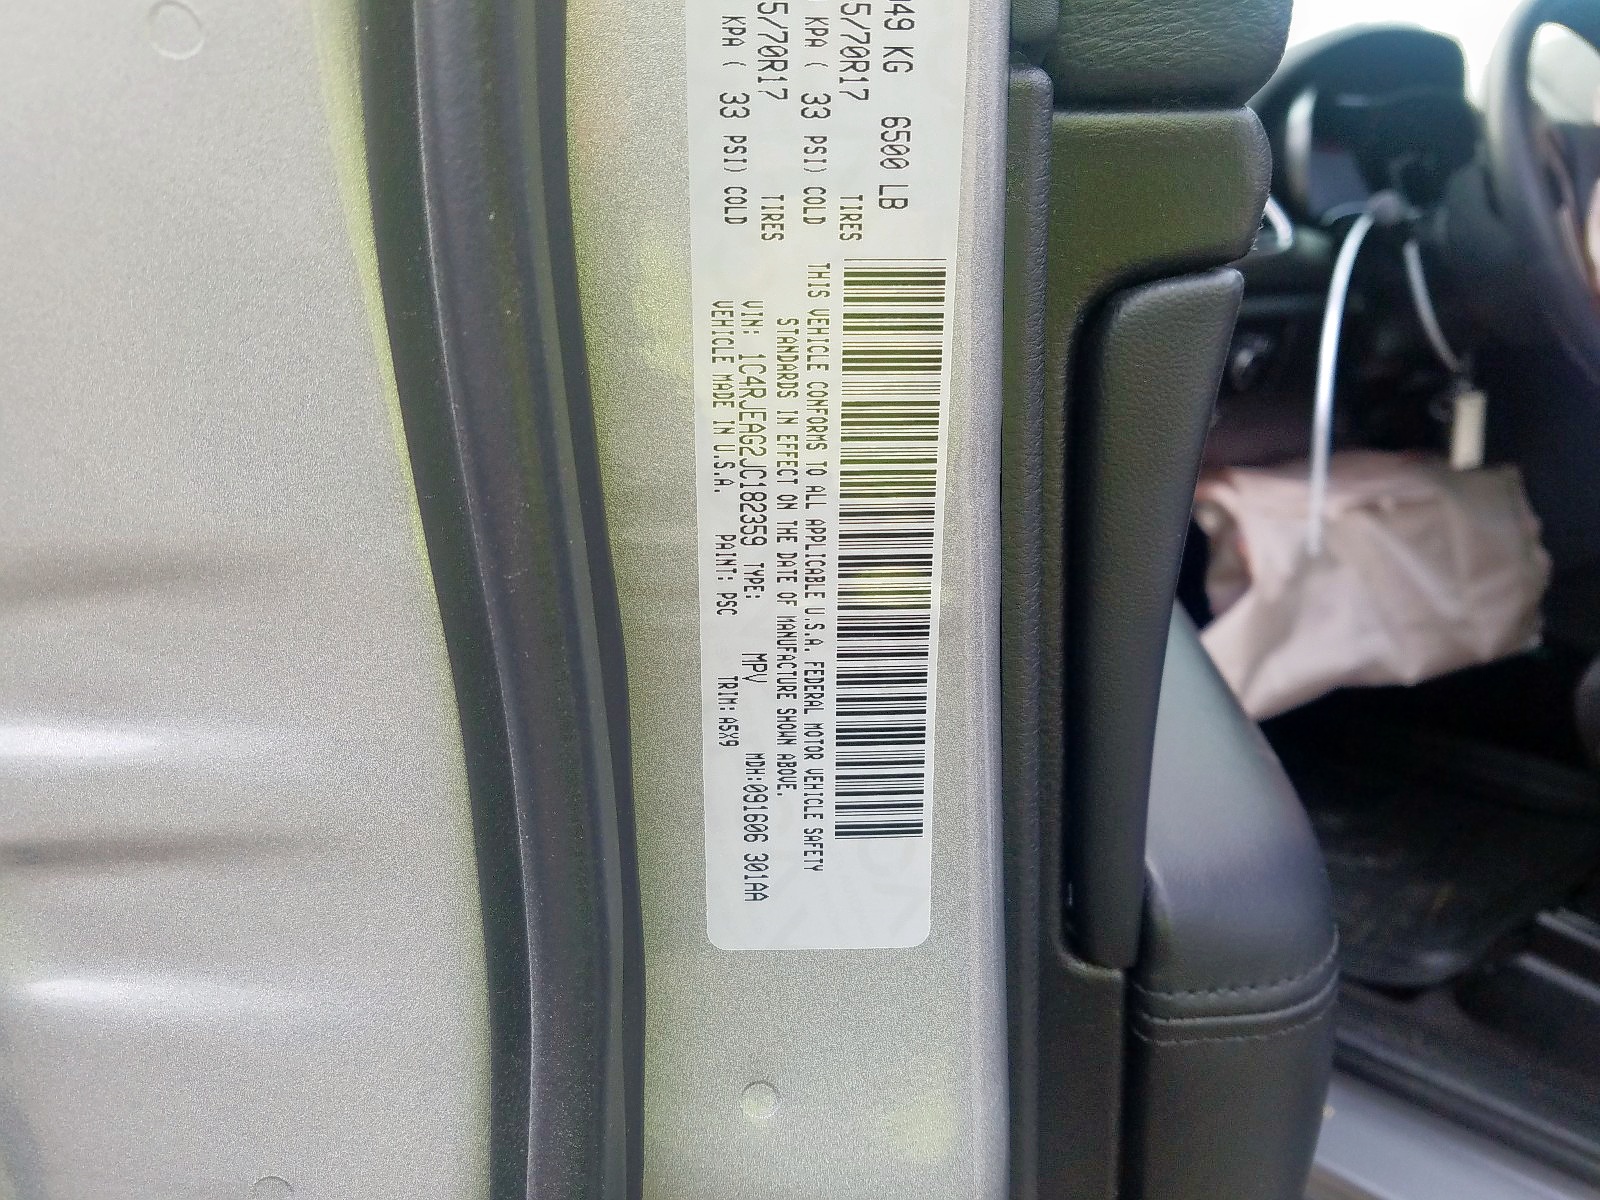 949 KG 6500 LB
5/70R17 TIRES
KPA ( 33 PSI) COLD
5/70R17 TIRES
KPA ( 33 PSI) COLD
THIS VEHICLE CONFORMS TO ALL APPLICABLE U.S.A. FEDERAL MOTOR VEHICLE SAFETY
STANDARDS IN EFFECT ON THE DATE OF MANUFACTURE SHOWN ABOVE.
VIN: 1C4RJEAG2JC182359 TYPE: MPV MDH:091606 301AA
VEHICLE MADE IN U.S.A. PAINT: PSC TRIM: A5X9